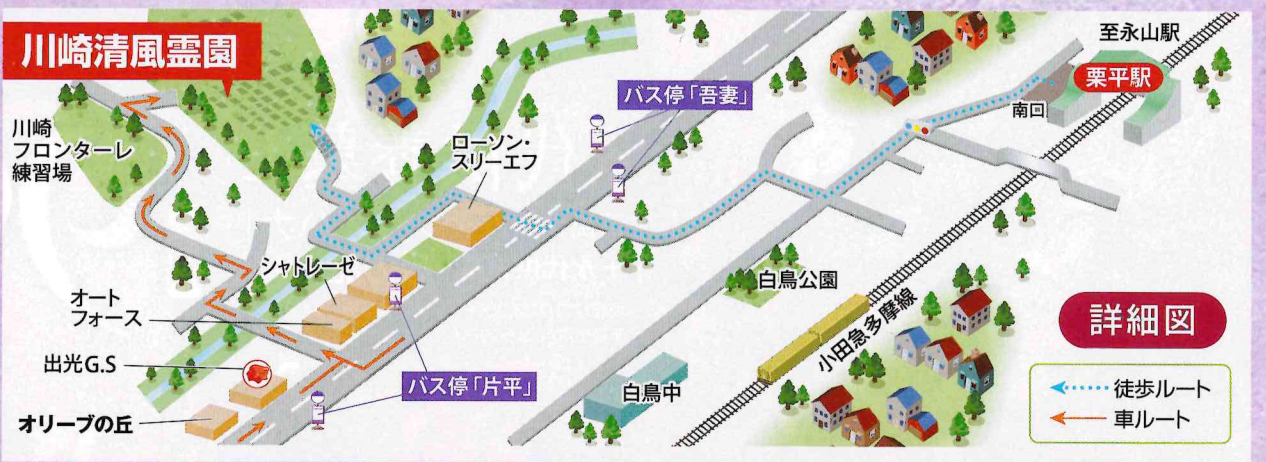 川崎清風霊園
至永山駅
栗平駅
南口
バス停「吾妻」
川崎
フロンターレ
練習場
ローソン・
スリーエフ
シャトレーゼ
オート
フォース
白鳥公園
小田急多摩線
詳細図
出光G.S
バス停「片平」
白鳥中
オリーブの丘
徒歩ルート
車ルート